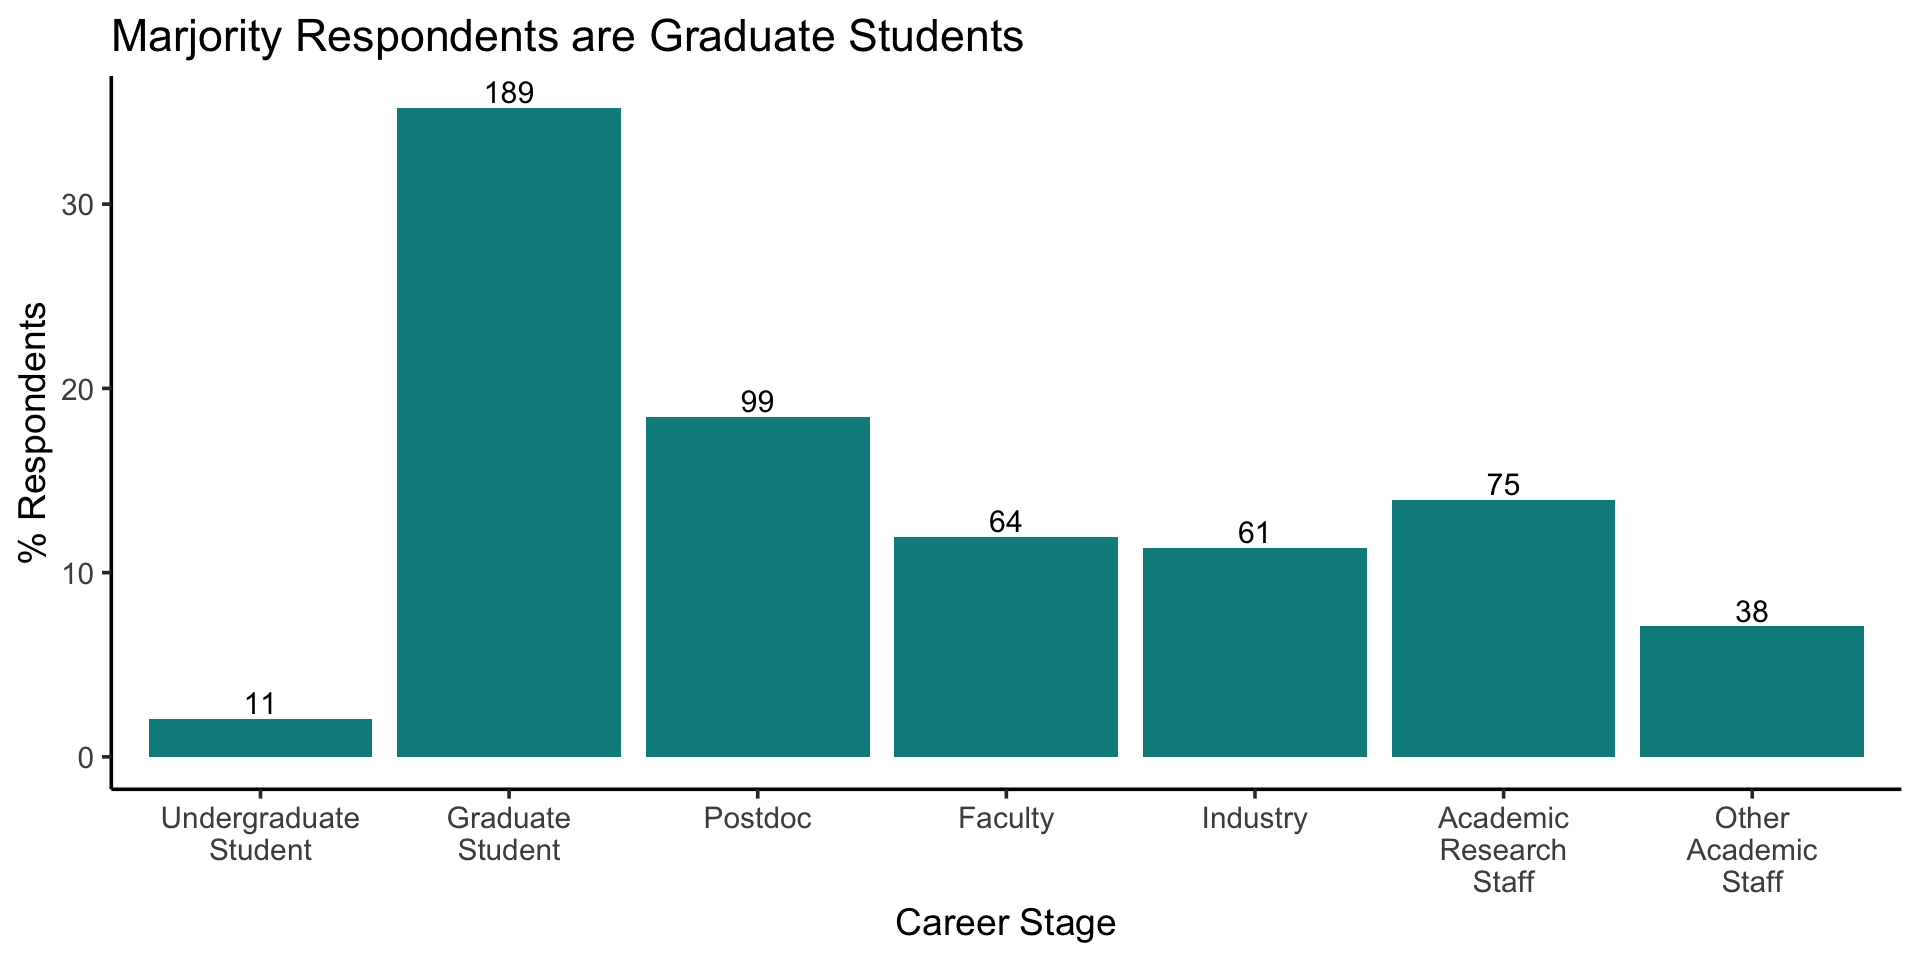 Marjority Respondents are Graduate Students
% Respondents
30
20
10
0
189
99
64
61
75
38
11
Undergraduate
Student
Graduate
Student
Postdoc
Faculty
Industry
Academic
Research
Staff
Other
Academic
Staff
Career Stage